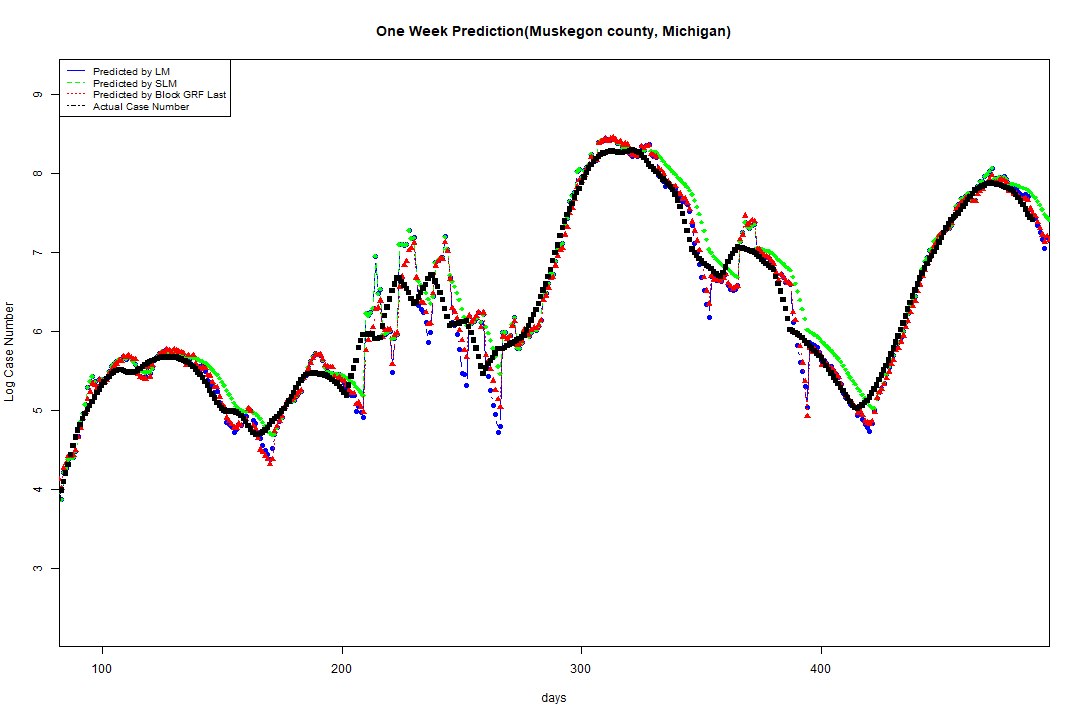 One Week Prediction(Muskegon county, Michigan)
Predicted by LM
Predicted by SLM
Predicted by Block GRF Last
Actual Case Number
9
8
7
6
5
4
3
Log Case Number
100 200 300 400
days